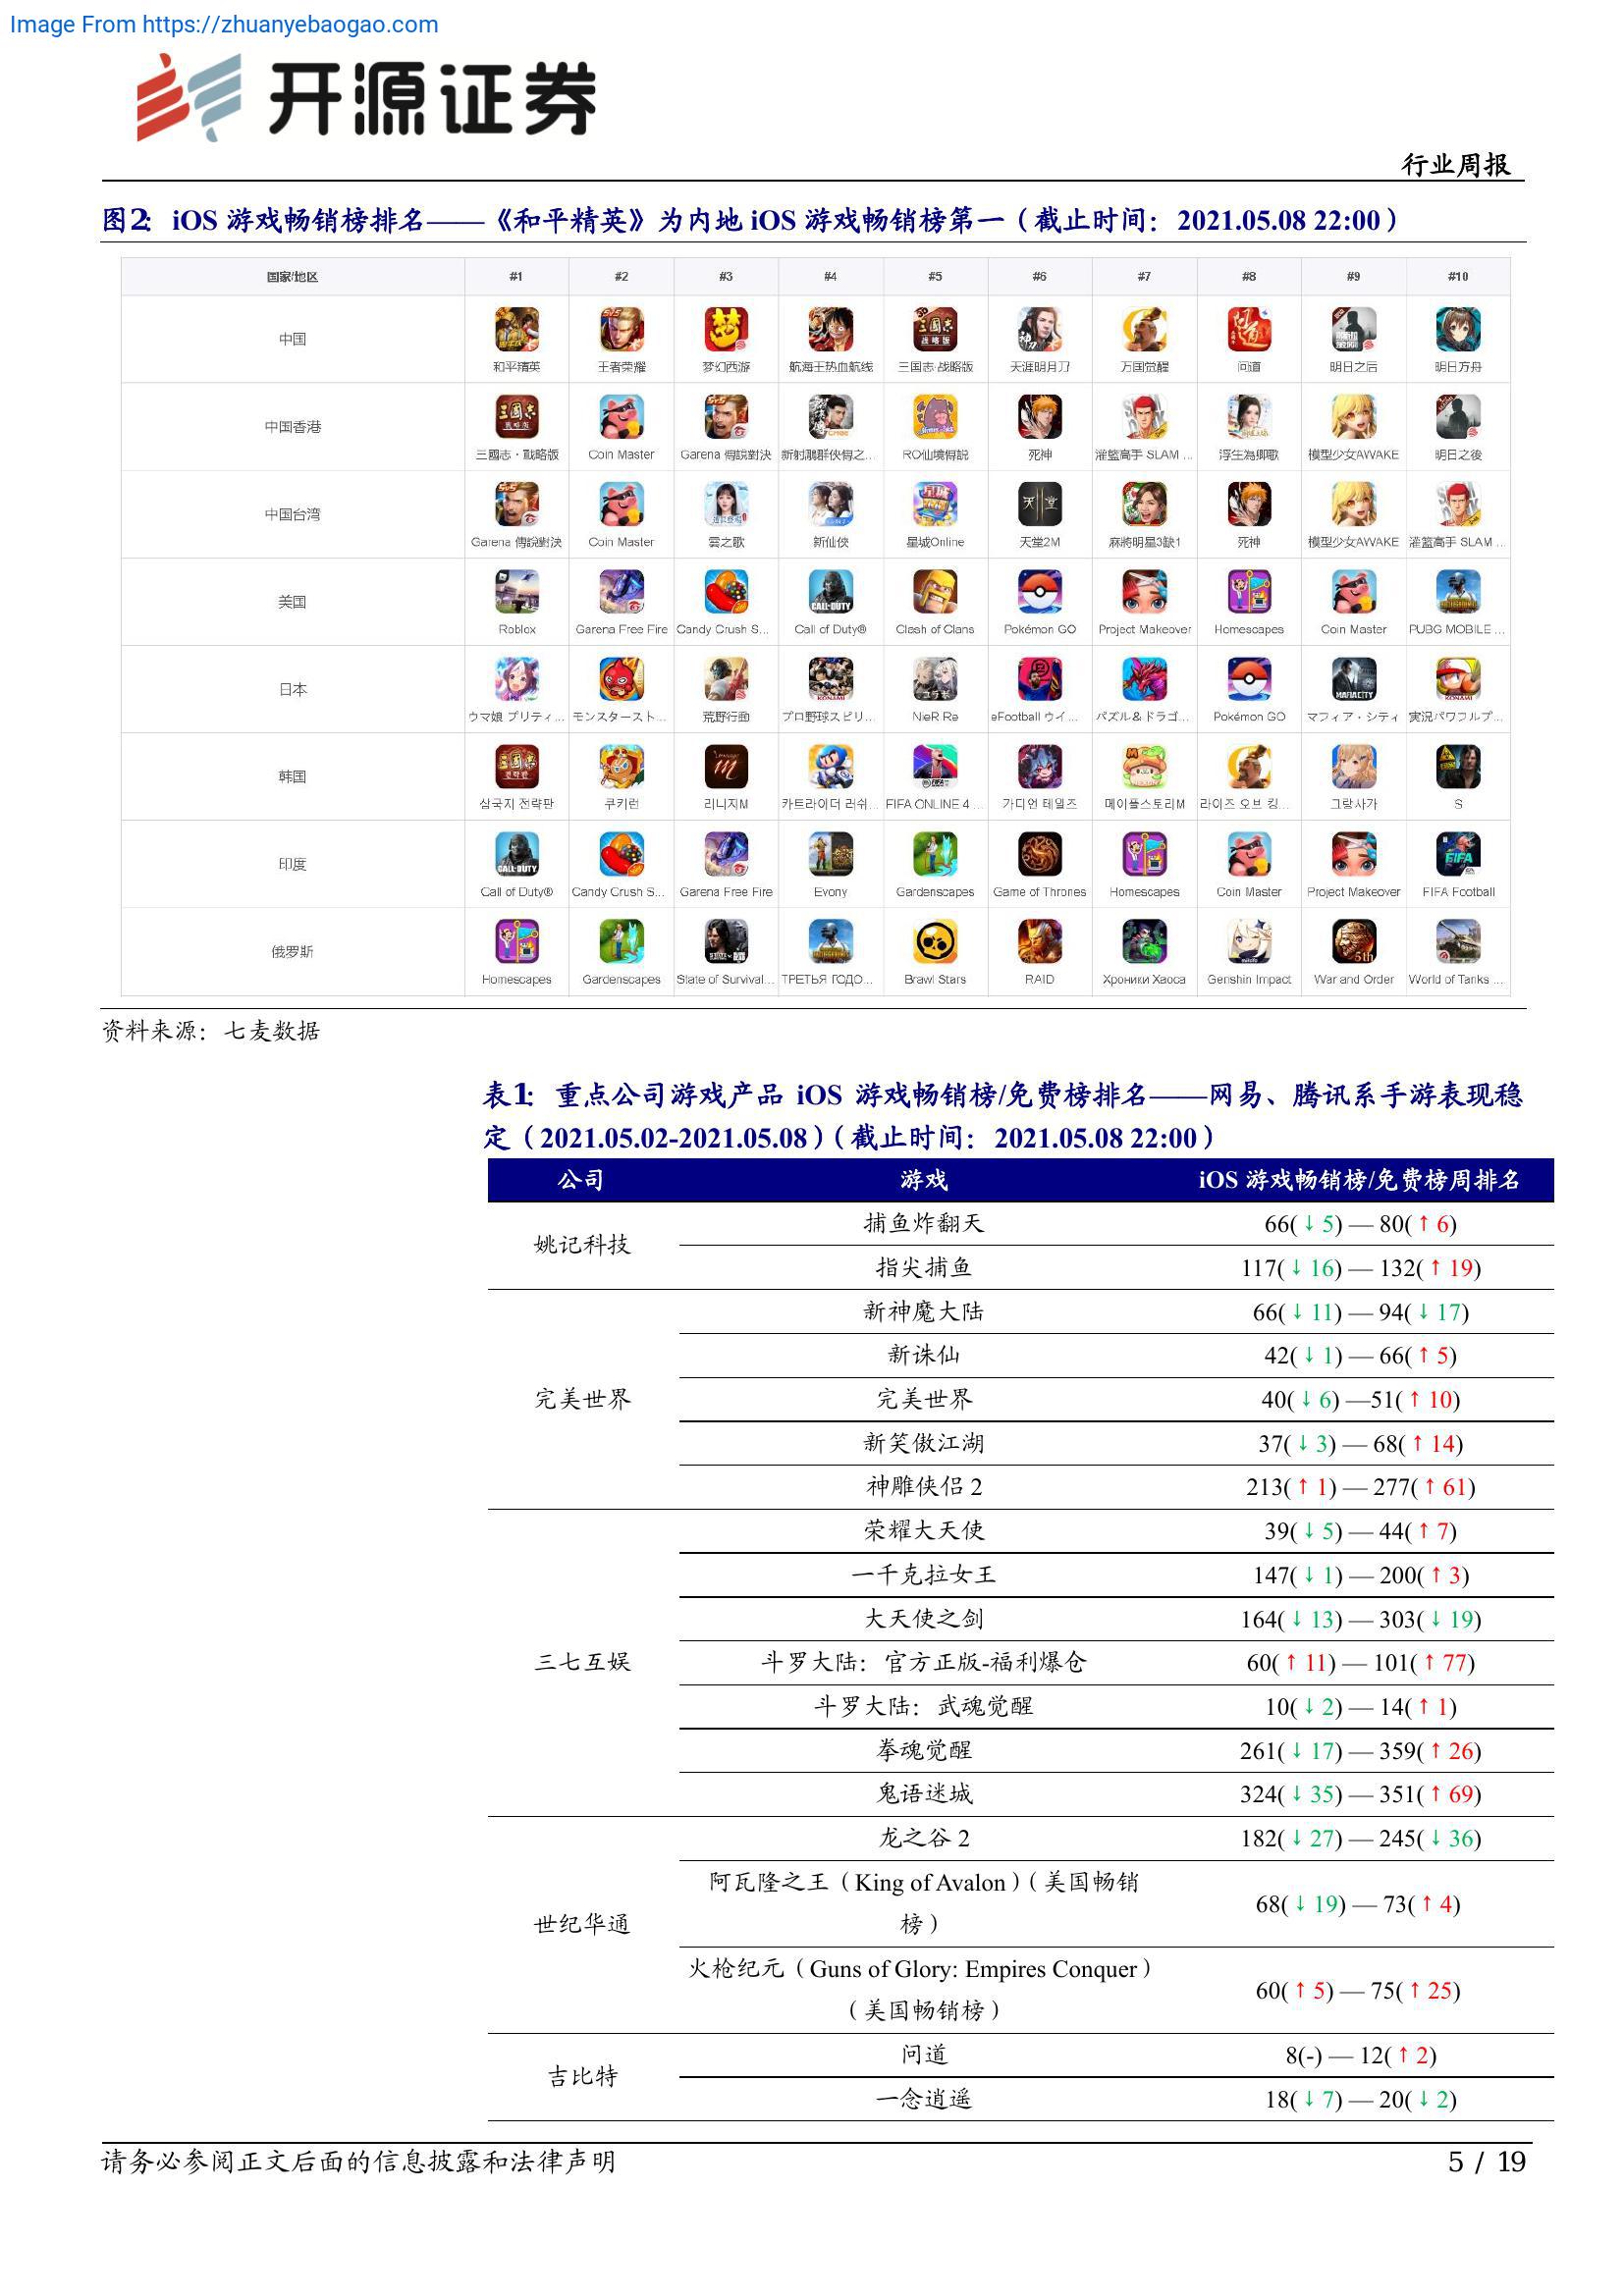 Image From https://zhuanyebaogao.com
开源证券
行业周报
图2: iOS 游戏畅销榜排名——《和平精英》为内地 iOS 游戏畅销榜第一（截止时间：2021.05.08 22:00）
国家/地区 #1 #2 #3 #4 #5 #6 #7 #8 #9 #10
中国 和平精英 王者荣耀 梦幻西游 航海王热血航线 三国志·战略版 天涯明月刀 万国觉醒 问道 明日之后 明日方舟
中国香港 三國志・戰略版 Coin Master Garena 傳說對決 新射鵰群俠傳之... RO仙境傳說 死神 灌籃高手 SLAM ... 浮生為卿歌 模型少女AWAKE 明日之後
中国台湾 Garena 傳說對決 Coin Master 雲之歌 新仙俠 星城Online 天堂2M 麻將明星3缺1 死神 模型少女AWAKE 灌籃高手 SLAM ...
美国 Roblox Garena Free Fire Candy Crush S... Call of Duty® Clash of Clans Pokémon GO Project Makeover Homescapes Coin Master PUBG MOBILE ...
日本 ウマ娘 プリティ... モンスタースト... 荒野行動 プロ野球スピリ... NieR Re eFootball ウイ... パズル＆ドラゴ... Pokémon GO マフィア・シティ 実況パワフルプ...
韩国 삼국지 전략판 쿠키런 리니지M 카트라이더 러쉬... FIFA ONLINE 4 ... 가디언 테일즈 메이플스토리M 라이즈 오브 킹... 그랑사가 S
印度 Call of Duty® Candy Crush S... Garena Free Fire Evony Gardenscapes Game of Thrones Homescapes Coin Master Project Makeover FIFA Football
俄罗斯 Homescapes Gardenscapes State of Survival... ТРЕТЬЯ ГОДО... Brawl Stars RAID Хроники Хаоса Genshin Impact War and Order World of Tanks ...
资料来源：七麦数据
表1: 重点公司游戏产品 iOS 游戏畅销榜/免费榜排名——网易、腾讯系手游表现稳
定（2021.05.02-2021.05.08）（截止时间：2021.05.08 22:00）
公司 游戏 iOS 游戏畅销榜/免费榜周排名
姚记科技
捕鱼炸翻天 66(↓5) — 80(↑6)
指尖捕鱼 117(↓16) — 132(↑19)
完美世界
新神魔大陆 66(↓11) — 94(↓17)
新诛仙 42(↓1) — 66(↑5)
完美世界 40(↓6) —51(↑10)
新笑傲江湖 37(↓3) — 68(↑14)
神雕侠侣 2 213(↑1) — 277(↑61)
三七互娱
荣耀大天使 39(↓5) — 44(↑7)
一千克拉女王 147(↓1) — 200(↑3)
大天使之剑 164(↓13) — 303(↓19)
斗罗大陆：官方正版-福利爆仓 60(↑11) — 101(↑77)
斗罗大陆：武魂觉醒 10(↓2) — 14(↑1)
拳魂觉醒 261(↓17) — 359(↑26)
鬼语迷城 324(↓35) — 351(↑69)
世纪华通
龙之谷 2 182(↓27) — 245(↓36)
阿瓦隆之王（King of Avalon）（美国畅销
榜） 68(↓19) — 73(↑4)
火枪纪元（Guns of Glory: Empires Conquer）
（美国畅销榜） 60(↑5) — 75(↑25)
吉比特
问道 8(-) — 12(↑2)
一念逍遥 18(↓7) — 20(↓2)
请务必参阅正文后面的信息披露和法律声明 5 / 19